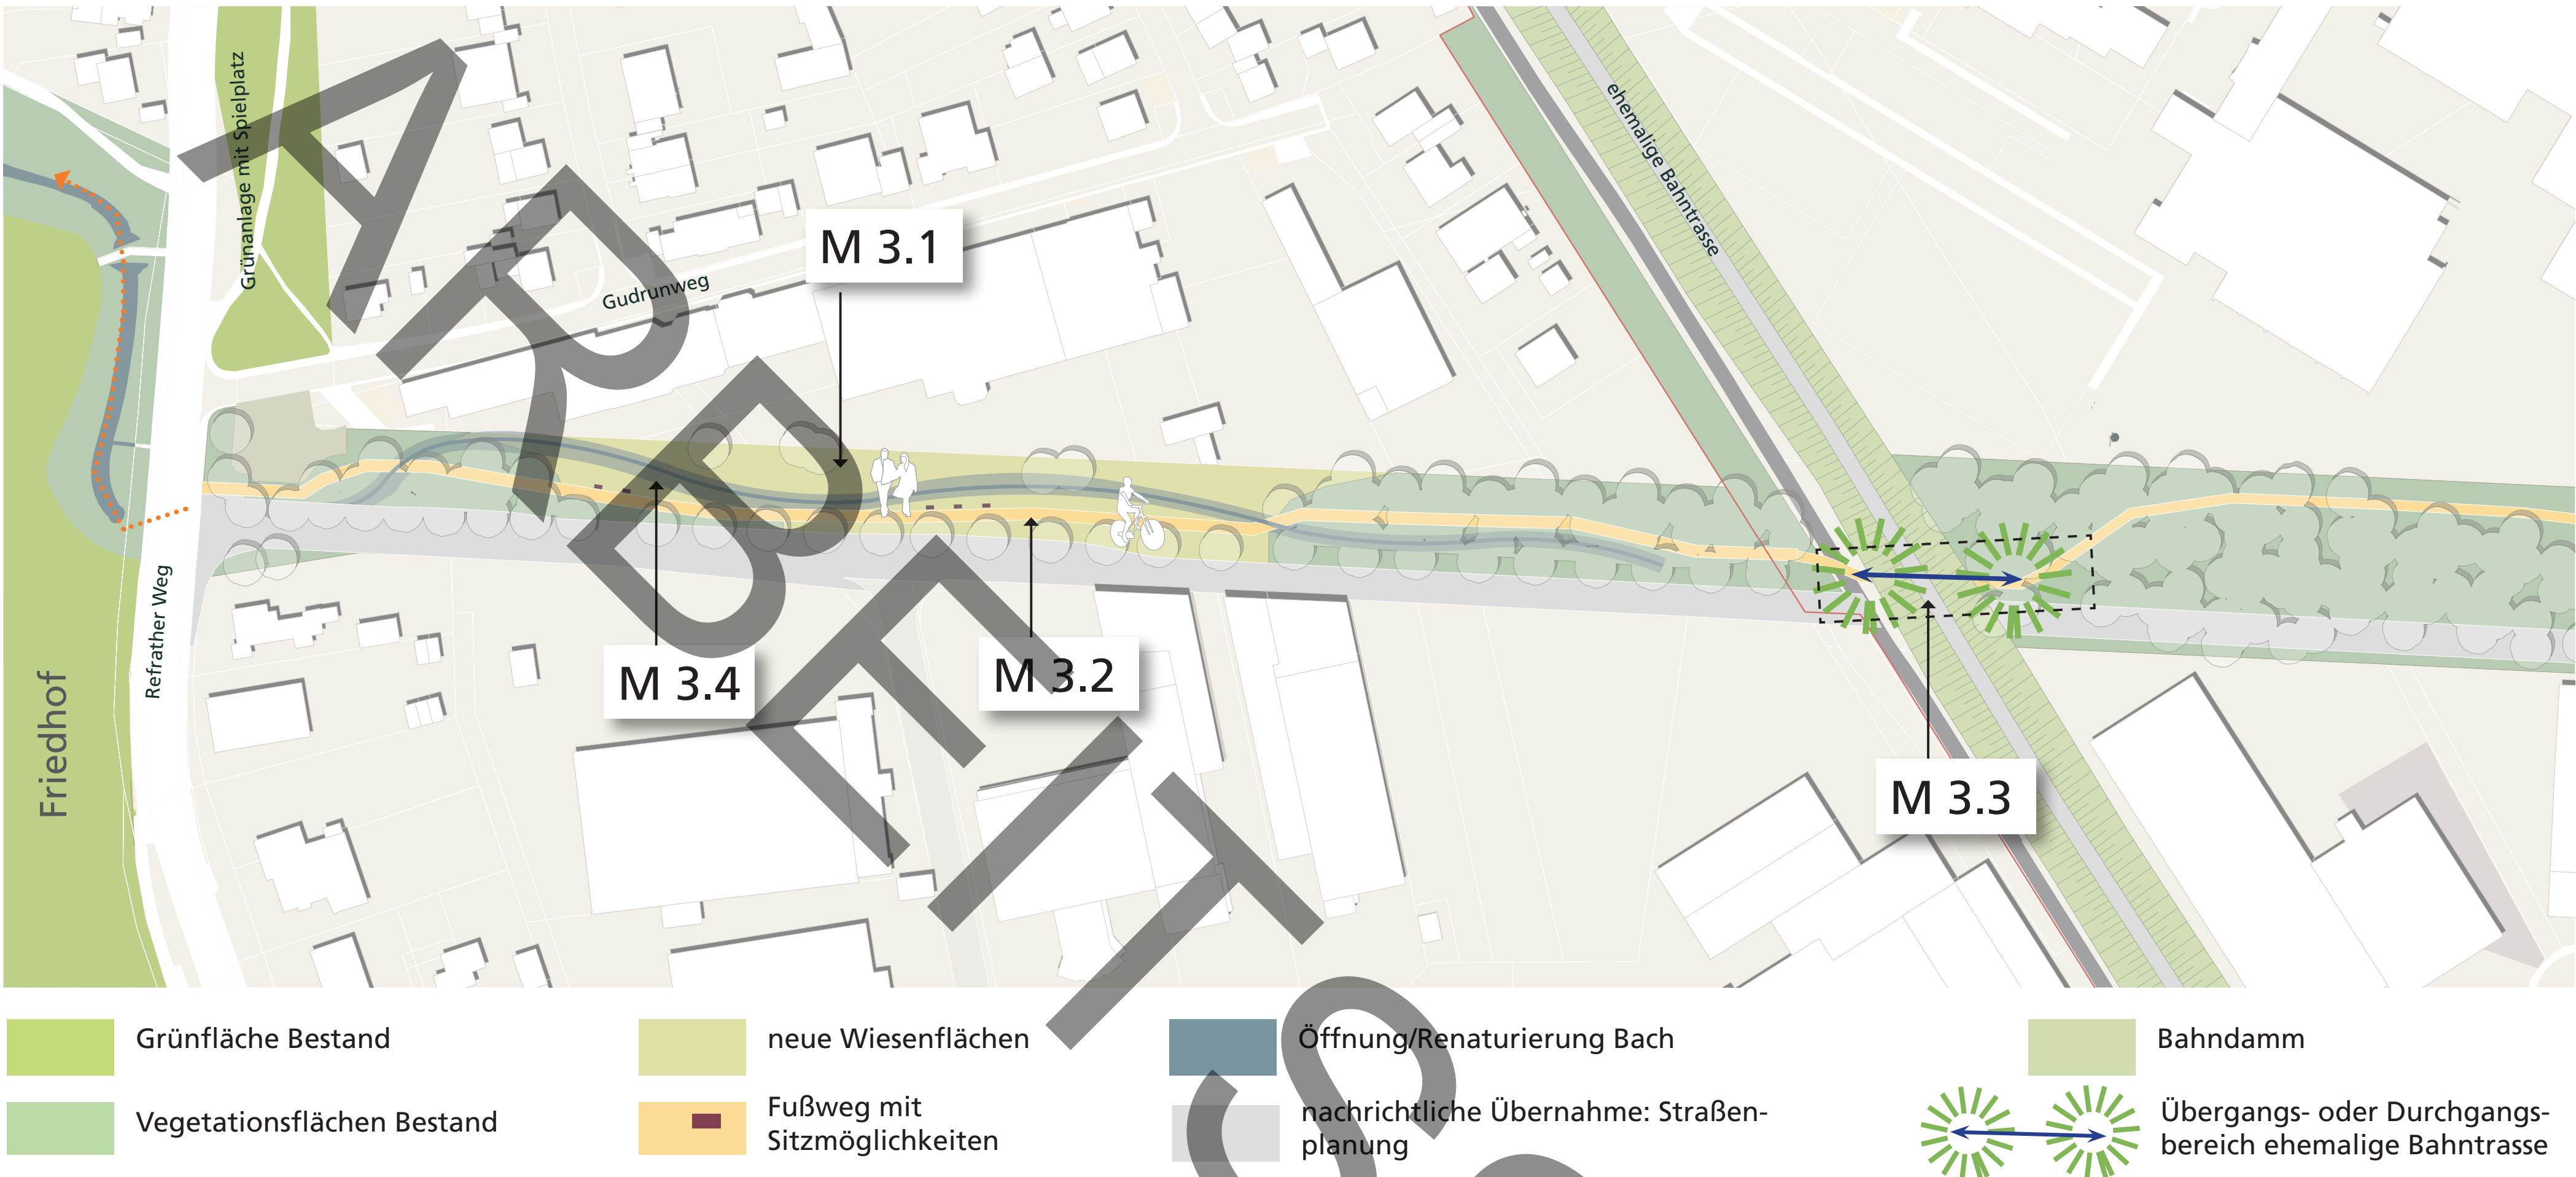 Grünanlage mit Spielplatz
ehemalige Bahntrasse
M 3.1
Gudrunweg
M 3.4
M 3.2
M 3.3
Refrather Weg
Friedhof
ARBEITS
Grünfläche Bestand
neue Wiesenflächen
Öffnung/Renaturierung Bach
Bahndamm
Vegetationsflächen Bestand
Fußweg mit
Sitzmöglichkeiten
nachrichtliche Übernahme: Straßen-
planung
Übergangs- oder Durchgangs-
bereich ehemalige Bahntrasse